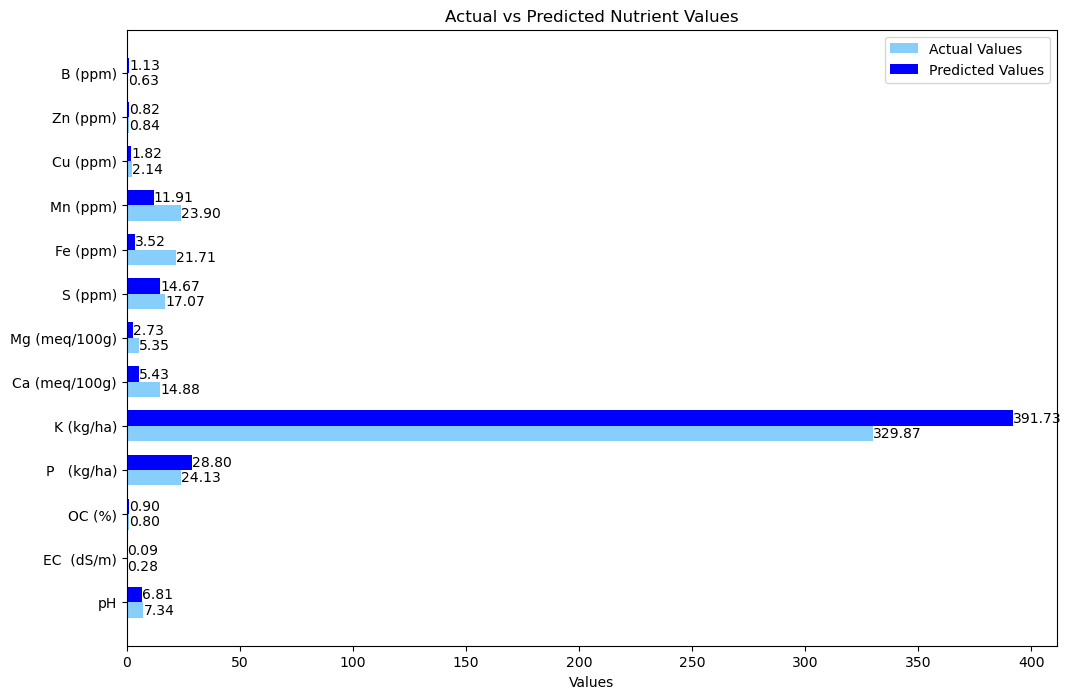 Actual vs Predicted Nutrient Values
Actual Values
Predicted Values
B (ppm)
1.13
0.63
Zn (ppm)
0.82
0.84
Cu (ppm)
1.82
2.14
Mn (ppm)
11.91
23.90
Fe (ppm)
3.52
21.71
S (ppm)
14.67
17.07
Mg (meq/100g)
2.73
5.35
Ca (meq/100g)
5.43
14.88
K (kg/ha)
391.73
329.87
P   (kg/ha)
28.80
24.13
OC (%)
0.90
0.80
EC  (dS/m)
0.09
0.28
pH
6.81
7.34
0 50 100 150 200 250 300 350 400
Values